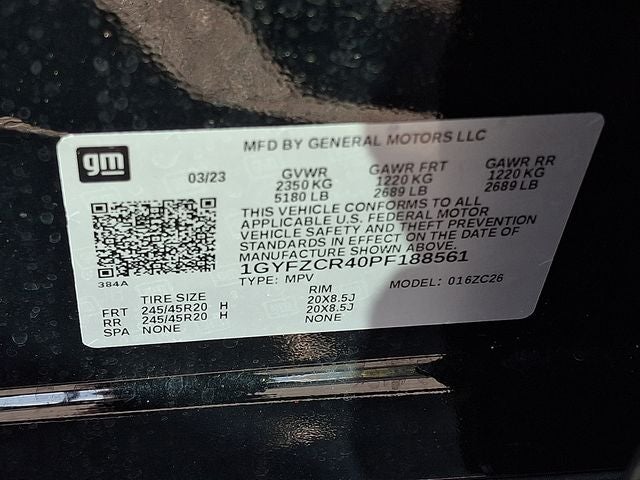 gm
MFD BY GENERAL MOTORS LLC
03/23
GVWR GAWR FRT GAWR RR
2350 KG 1220 KG 1220 KG
5180 LB 2689 LB 2689 LB
THIS VEHICLE CONFORMS TO ALL
APPLICABLE U.S. FEDERAL MOTOR
VEHICLE SAFETY AND THEFT PREVENTION
STANDARDS IN EFFECT ON THE DATE OF
MANUFACTURE SHOWN ABOVE.
1GYFZCR40PF188561
384A
TYPE: MPV MODEL: 016ZC26
TIRE SIZE RIM
FRT 245/45R20 H 20X8.5J
RR 245/45R20 H 20X8.5J
SPA NONE NONE